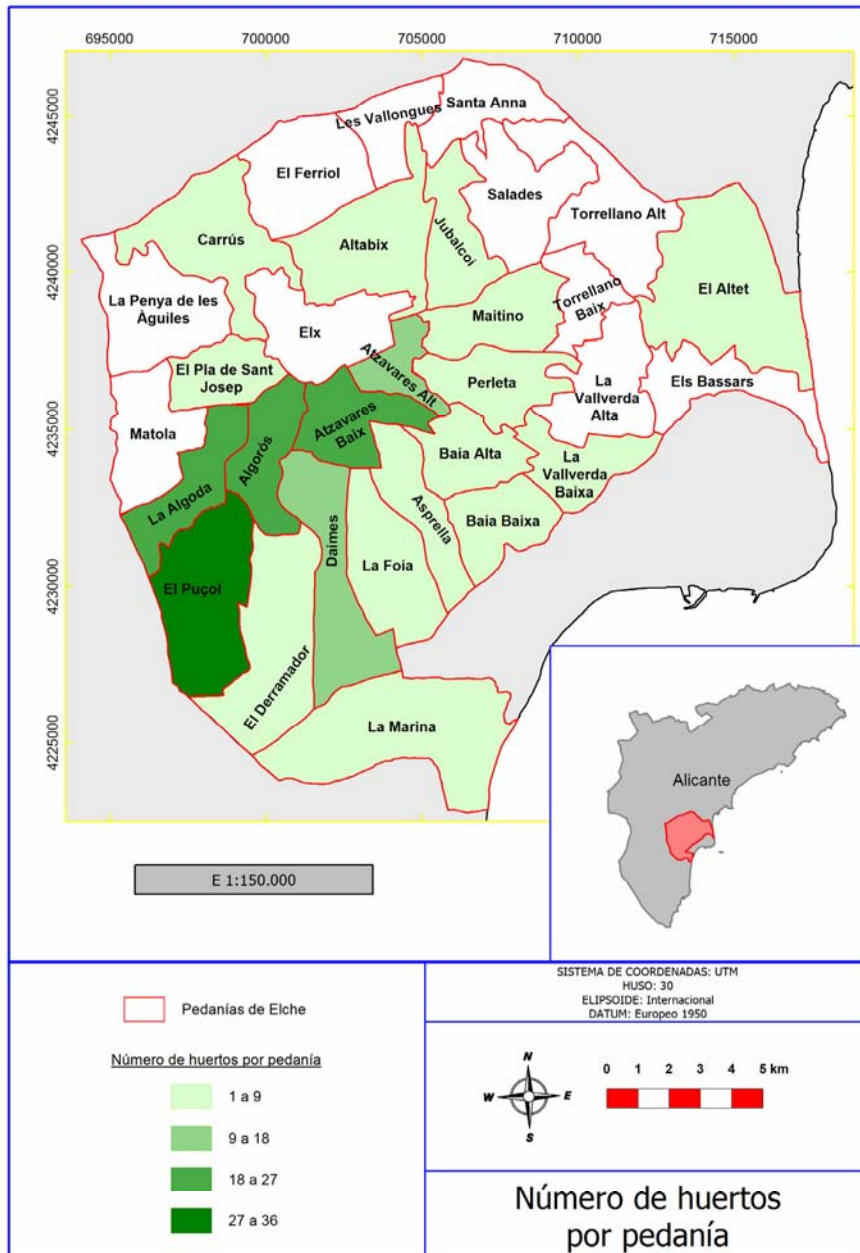 695000
700000
705000
710000
715000
4245000
4240000
4235000
4230000
4225000
Santa Anna
Les Vallongues
El Ferriol
Salades
Torrellano Alt
Carrús
Altabix
Jubalcoi
El Altet
La Penya de les
Àguiles
Elx
Maitino
Torrellano
Baix
El Pla de Sant
Josep
Atzavares Alt
Perleta
La
Vallverda
Alta
Els Bassars
Matola
Algorós
Atzavares
Baix
Baia Alta
La
Vallverda
Baixa
La Algoda
Daimes
Asprella
Baia Baixa
La Foia
El Puçol
El Derramador
La Marina
E 1:150.000
Alicante
Pedanías de Elche
Número de huertos por pedanía
1 a 9
9 a 18
18 a 27
27 a 36
SISTEMA DE COORDENADAS: UTM
HUSO: 30
ELIPSOIDE: Internacional
DATUM: Europeo 1950
N
W
E
S
0 1 2 3 4 5 km
Número de huertos
por pedanía